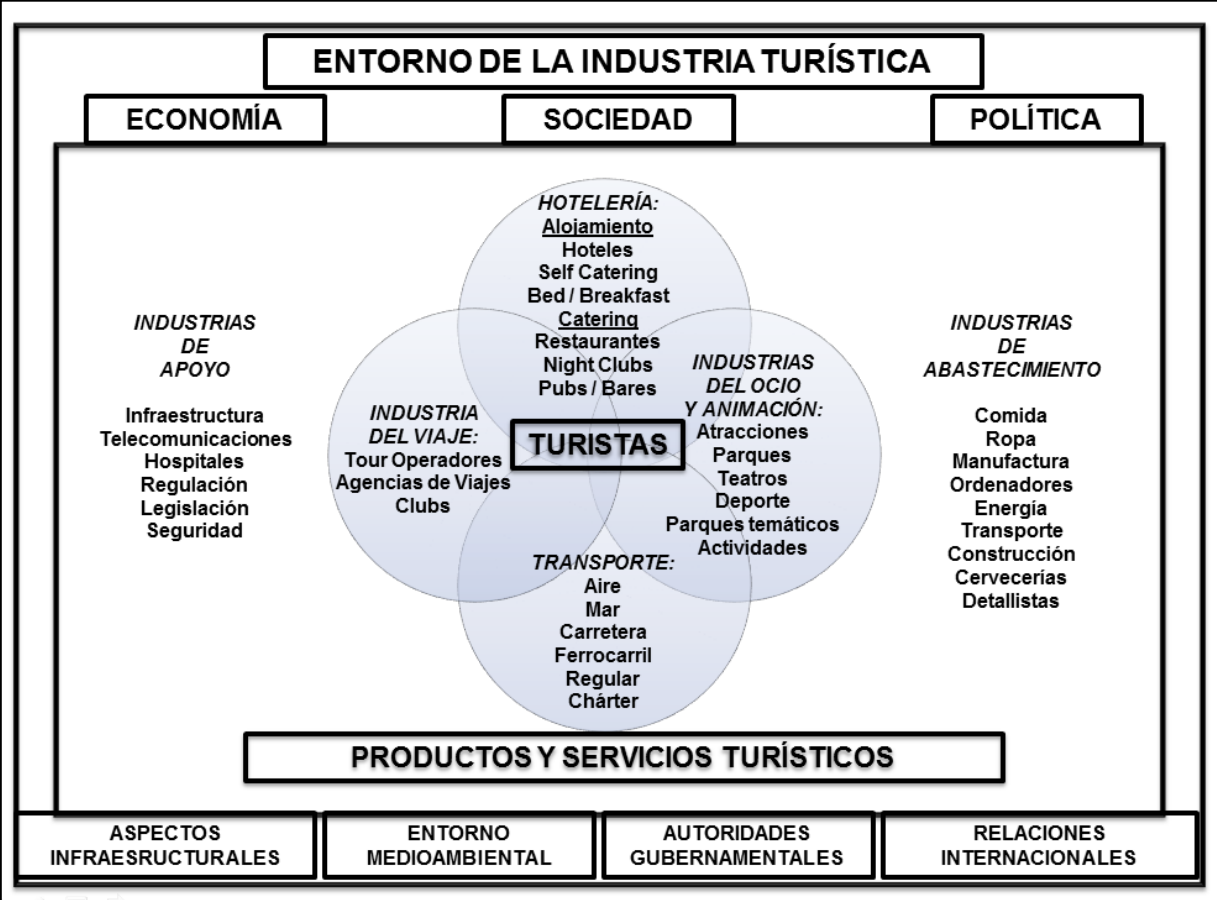 ENTORNO DE LA INDUSTRIA TURÍSTICA
ECONOMÍA
SOCIEDAD
POLÍTICA
HOTELERÍA:
Alojamiento
Hoteles
Self Catering
Bed / Breakfast
Catering
Restaurantes
Night Clubs
Pubs / Bares
INDUSTRIAS
DE
APOYO
Infraestructura
Telecomunicaciones
Hospitales
Regulación
Legislación
Seguridad
INDUSTRIA
DEL VIAJE:
Tour Operadores
Agencias de Viajes
Clubs
TURISTAS
INDUSTRIAS
DEL OCIO
Y ANIMACIÓN:
Atracciones
Parques
Teatros
Deporte
Parques temáticos
Actividades
INDUSTRIAS
DE
ABASTECIMIENTO
Comida
Ropa
Manufactura
Ordenadores
Energía
Transporte
Construcción
Cervecerías
Detallistas
TRANSPORTE:
Aire
Mar
Carretera
Ferrocarril
Regular
Chárter
PRODUCTOS Y SERVICIOS TURÍSTICOS
ASPECTOS
INFRAESRUCTURALES
ENTORNO
MEDIOAMBIENTAL
AUTORIDADES
GUBERNAMENTALES
RELACIONES
INTERNACIONALES